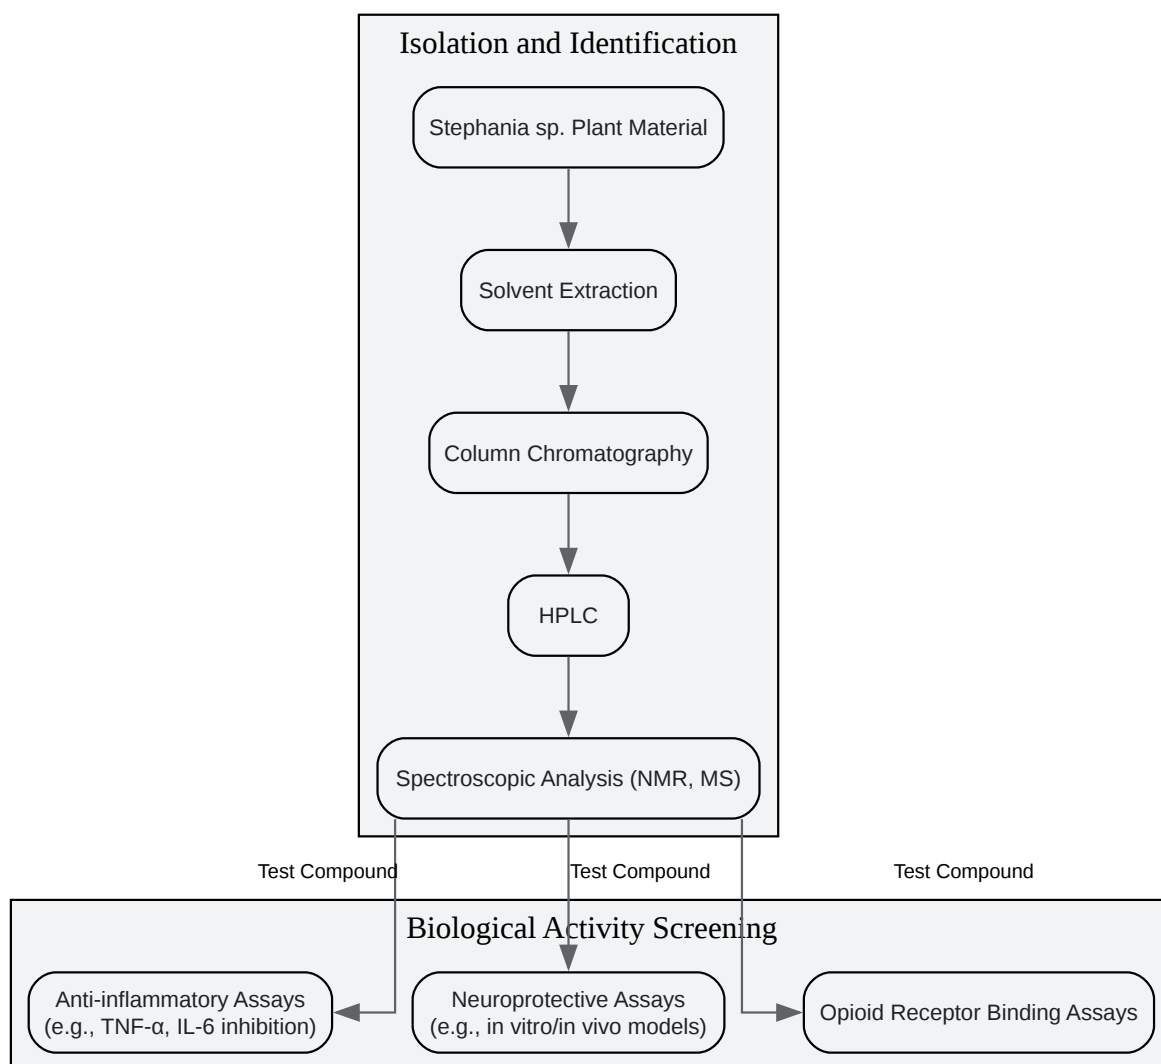 Isolation and Identification
Stephania sp. Plant Material
Solvent Extraction
Column Chromatography
HPLC
Spectroscopic Analysis (NMR, MS)
Test Compound
Test Compound
Test Compound
Biological Activity Screening
Anti-inflammatory Assays
(e.g., TNF-α, IL-6 inhibition)
Neuroprotective Assays
(e.g., in vitro/in vivo models)
Opioid Receptor Binding Assays